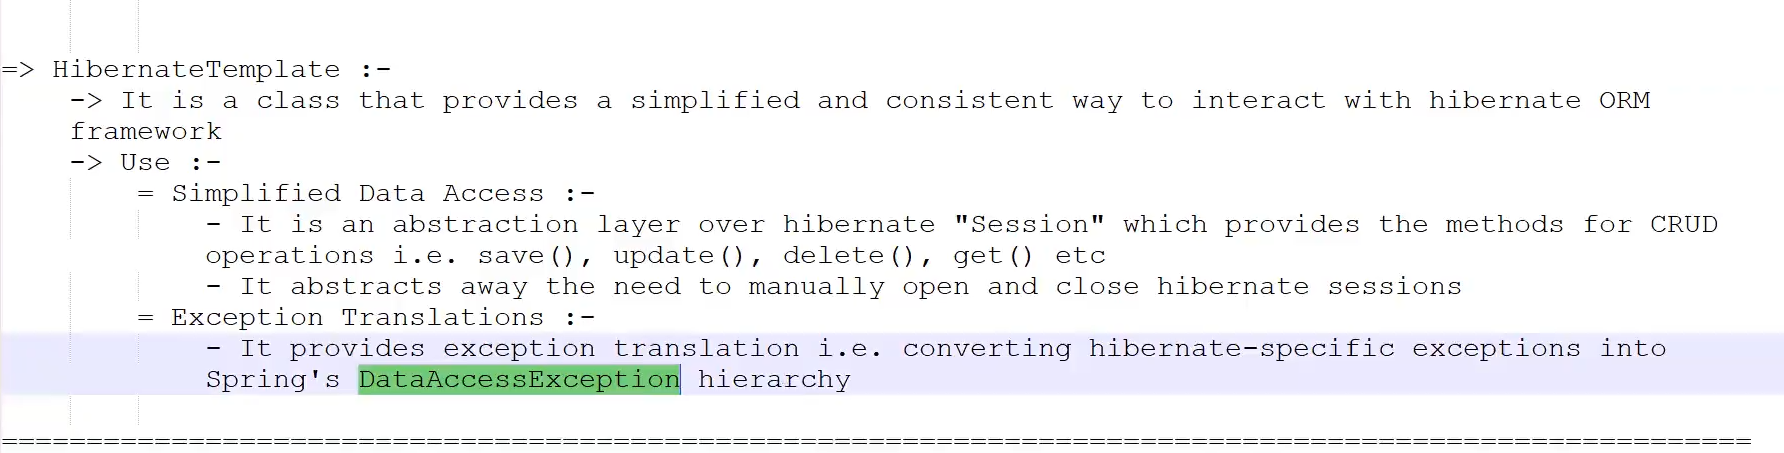 => HibernateTemplate :-
-> It is a class that provides a simplified and consistent way to interact with hibernate ORM
framework
-> Use :-
= Simplified Data Access :-
- It is an abstraction layer over hibernate "Session" which provides the methods for CRUD
operations i.e. save(), update(), delete(), get() etc
- It abstracts away the need to manually open and close hibernate sessions
= Exception Translations :-
- It provides exception translation i.e. converting hibernate-specific exceptions into
Spring's DataAccessException hierarchy
=======================================================================================================